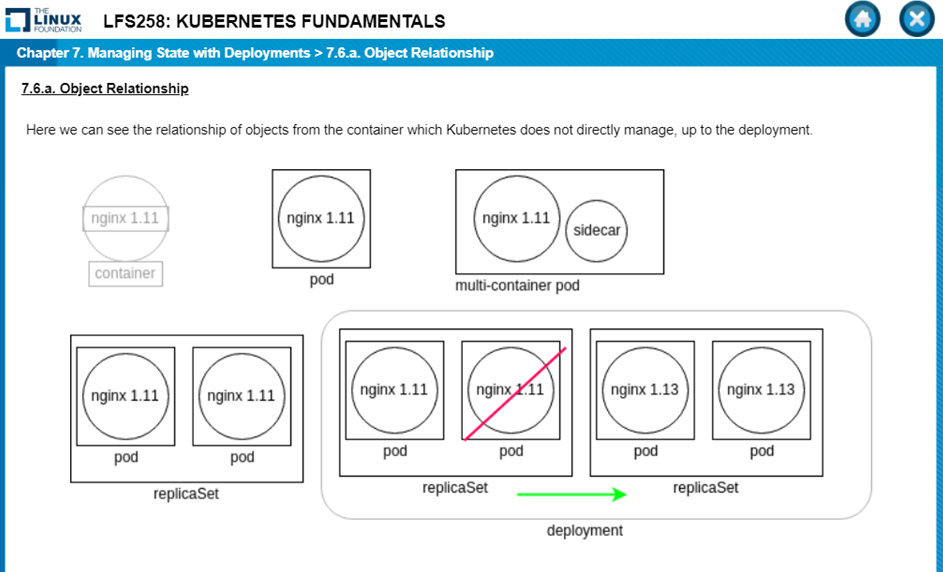 THE
LINUX
FOUNDATION
LFS258: KUBERNETES FUNDAMENTALS
Chapter 7. Managing State with Deployments > 7.6.a. Object Relationship
7.6.a. Object Relationship
Here we can see the relationship of objects from the container which Kubernetes does not directly manage, up to the deployment.
nginx 1.11
container
nginx 1.11
pod
nginx 1.11
sidecar
multi-container pod
nginx 1.11
pod
nginx 1.11
pod
replicaSet
nginx 1.11
pod
nginx 1.11
pod
replicaSet
nginx 1.13
pod
nginx 1.13
pod
replicaSet
deployment